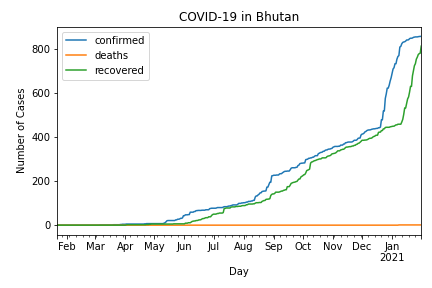 COVID-19 in Bhutan
confirmed
deaths
recovered
Number of Cases
800
600
400
200
0
Feb Mar Apr May Jun Jul Aug Sep Oct Nov Dec Jan
2021
Day